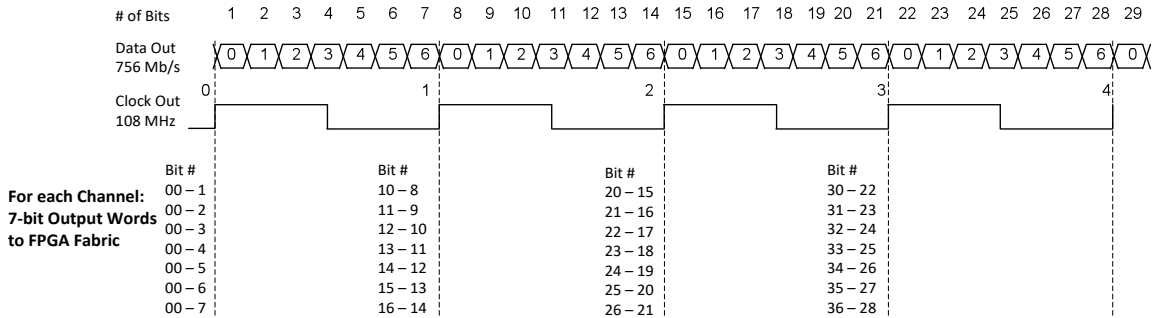 # of Bits 1 2 3 4 5 6 7 8 9 10 11 12 13 14 15 16 17 18 19 20 21 22 23 24 25 26 27 28 29
Data Out
756 Mb/s
0 1 2 3 4 5 6 0 1 2 3 4 5 6 0 1 2 3 4 5 6 0 1 2 3 4 5 6 0
Clock Out
108 MHz
0 1 2 3 4
For each Channel:
7-bit Output Words
to FPGA Fabric
Bit #
00 – 1
00 – 2
00 – 3
00 – 4
00 – 5
00 – 6
00 – 7
Bit #
10 – 8
11 – 9
12 – 10
13 – 11
14 – 12
15 – 13
16 – 14
Bit #
20 – 15
21 – 16
22 – 17
23 – 18
24 – 19
25 – 20
26 – 21
Bit #
30 – 22
31 – 23
32 – 24
33 – 25
34 – 26
35 – 27
36 – 28